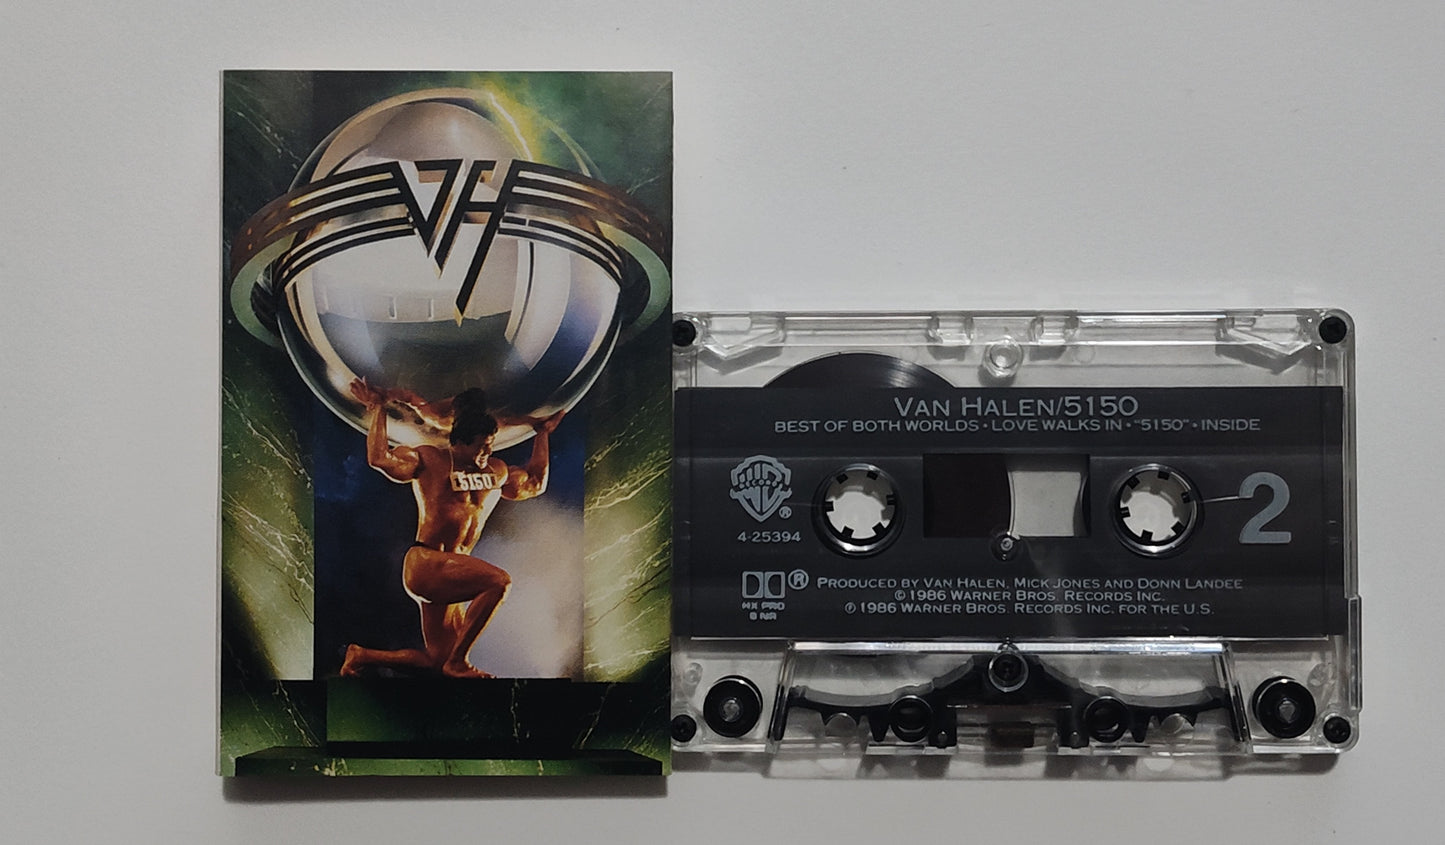 VH
5150
VAN HALEN/5150
BEST OF BOTH WORLDS • LOVE WALKS IN • "5150" • INSIDE
WB
RECORDS
®
4-25394
2
®
HX PRO
B NR
PRODUCED BY VAN HALEN, MICK JONES AND DONN LANDEE
© 1986 WARNER BROS. RECORDS INC.
℗ 1986 WARNER BROS. RECORDS INC. FOR THE U.S.